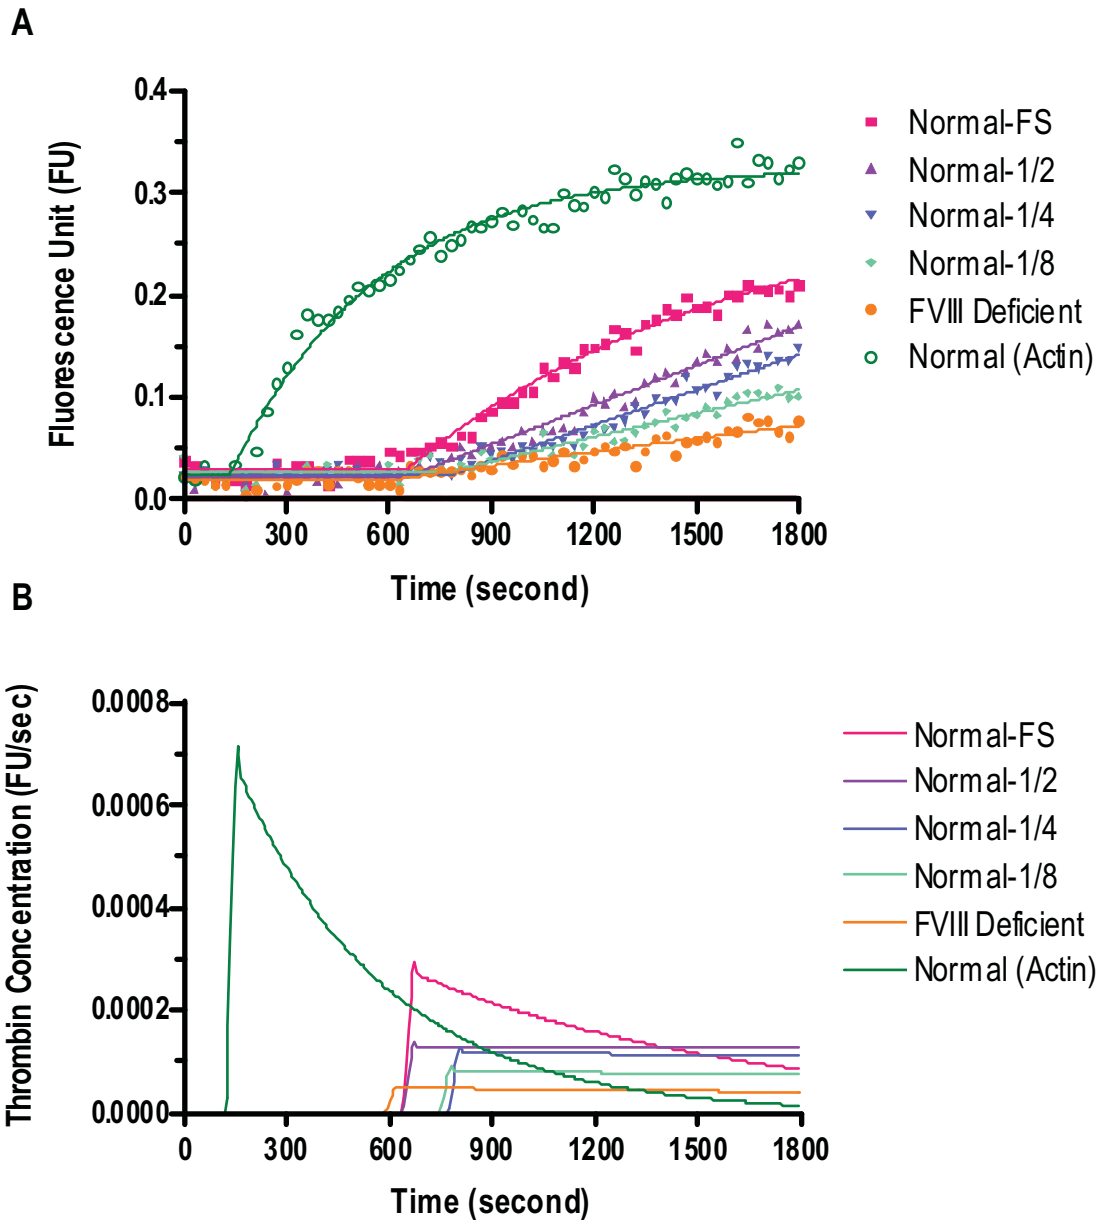 A
0.4
0.3
0.2
0.1
0.0
Fluorescence Unit (FU)
0 300 600 900 1200 1500 1800
Time (second)
Normal-FS
Normal-1/2
Normal-1/4
Normal-1/8
FVIII Deficient
Normal (Actin)
B
0.0008
0.0006
0.0004
0.0002
0.0000
Thrombin Concentration (FU/sec)
0 300 600 900 1200 1500 1800
Time (second)
Normal-FS
Normal-1/2
Normal-1/4
Normal-1/8
FVIII Deficient
Normal (Actin)